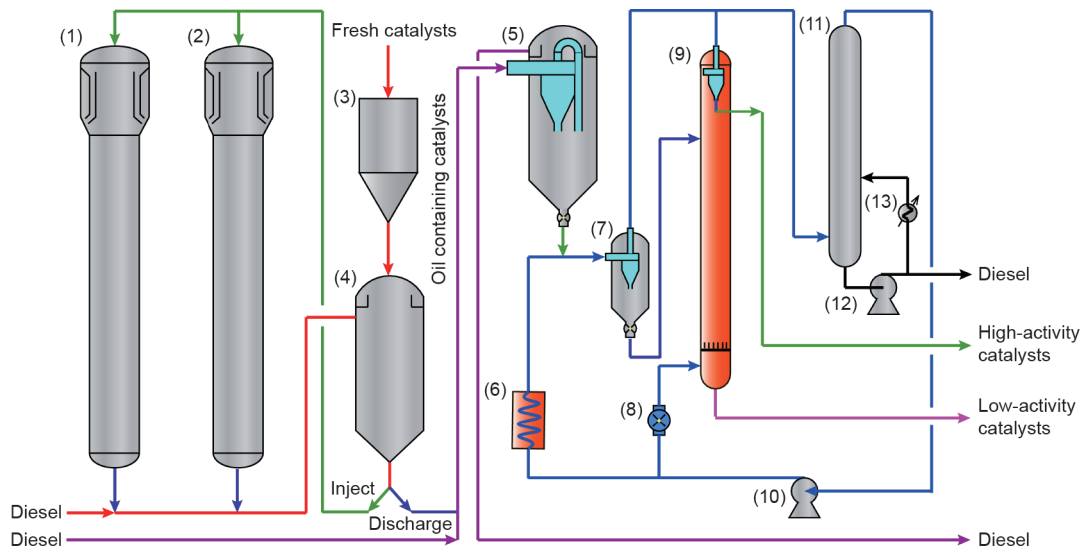 (1)
(2)
Fresh catalysts
(3)
(4)
Oil containing catalysts
Inject
Discharge
Diesel
Diesel
(5)
(6)
(7)
(8)
(9)
(10)
(11)
(12)
(13)
Diesel
High-activity
catalysts
Low-activity
catalysts
Diesel